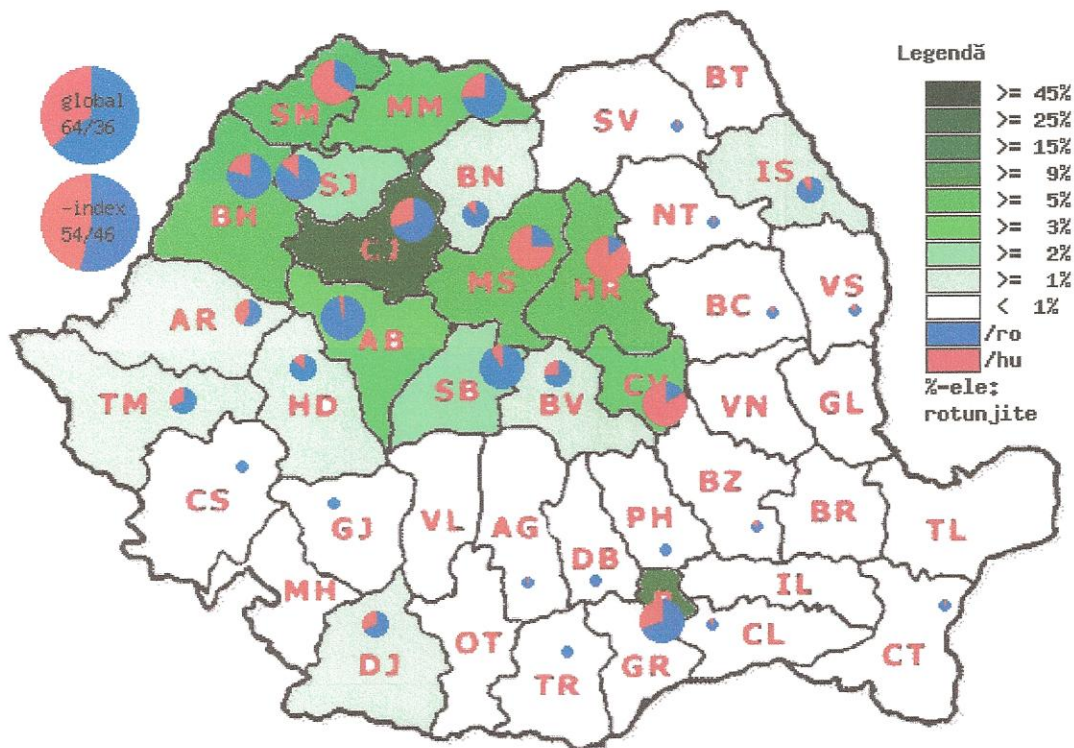 Legendă
>= 45%
>= 25%
>= 15%
>= 9%
>= 5%
>= 3%
>= 2%
>= 1%
< 1%
/ro
/hu
%-ele:
rotunjite
global
64/36
-index
54/46
SM
MM
SV
BT
BH
SJ
BN
IS
CJ
NT
MS
HR
BC
VS
AR
AB
TM
HD
SB
BV
CV
VN
GL
CS
GJ
VL
AG
PH
BZ
BR
TL
MH
DB
B
IL
DJ
OT
TR
GR
CL
CT